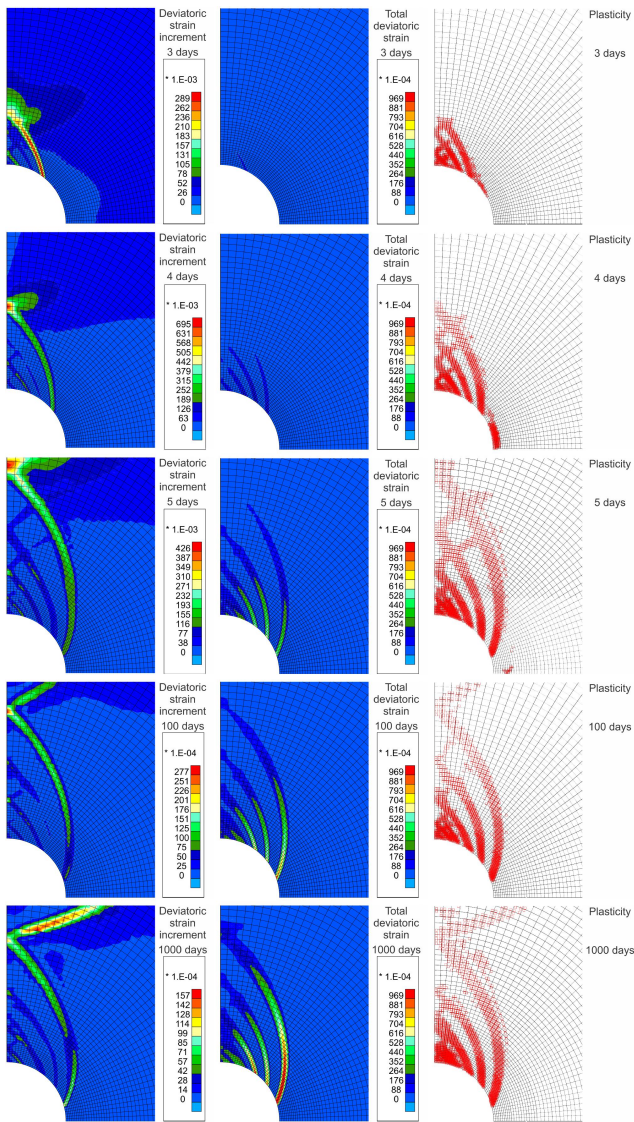 Deviatoric
strain
increment
3 days
* 1.E-03
289
262
236
210
183
157
131
105
78
52
26
0
Total
deviatoric
strain
3 days
* 1.E-04
969
881
793
704
616
528
440
352
264
176
88
0
Plasticity
3 days
Deviatoric
strain
increment
4 days
* 1.E-03
695
631
568
505
442
379
315
252
189
126
63
0
Total
deviatoric
strain
4 days
* 1.E-04
969
881
793
704
616
528
440
352
264
176
88
0
Plasticity
4 days
Deviatoric
strain
increment
5 days
* 1.E-03
426
387
349
310
271
232
193
155
116
77
38
0
Total
deviatoric
strain
5 days
* 1.E-04
969
881
793
704
616
528
440
352
264
176
88
0
Plasticity
5 days
Deviatoric
strain
increment
100 days
* 1.E-04
277
251
226
201
176
151
125
100
75
50
25
0
Total
deviatoric
strain
100 days
* 1.E-04
969
881
793
704
616
528
440
352
264
176
88
0
Plasticity
100 days
Deviatoric
strain
increment
1000 days
* 1.E-04
157
142
128
114
99
85
71
57
42
28
14
0
Total
deviatoric
strain
1000 days
* 1.E-04
969
881
793
704
616
528
440
352
264
176
88
0
Plasticity
1000 days